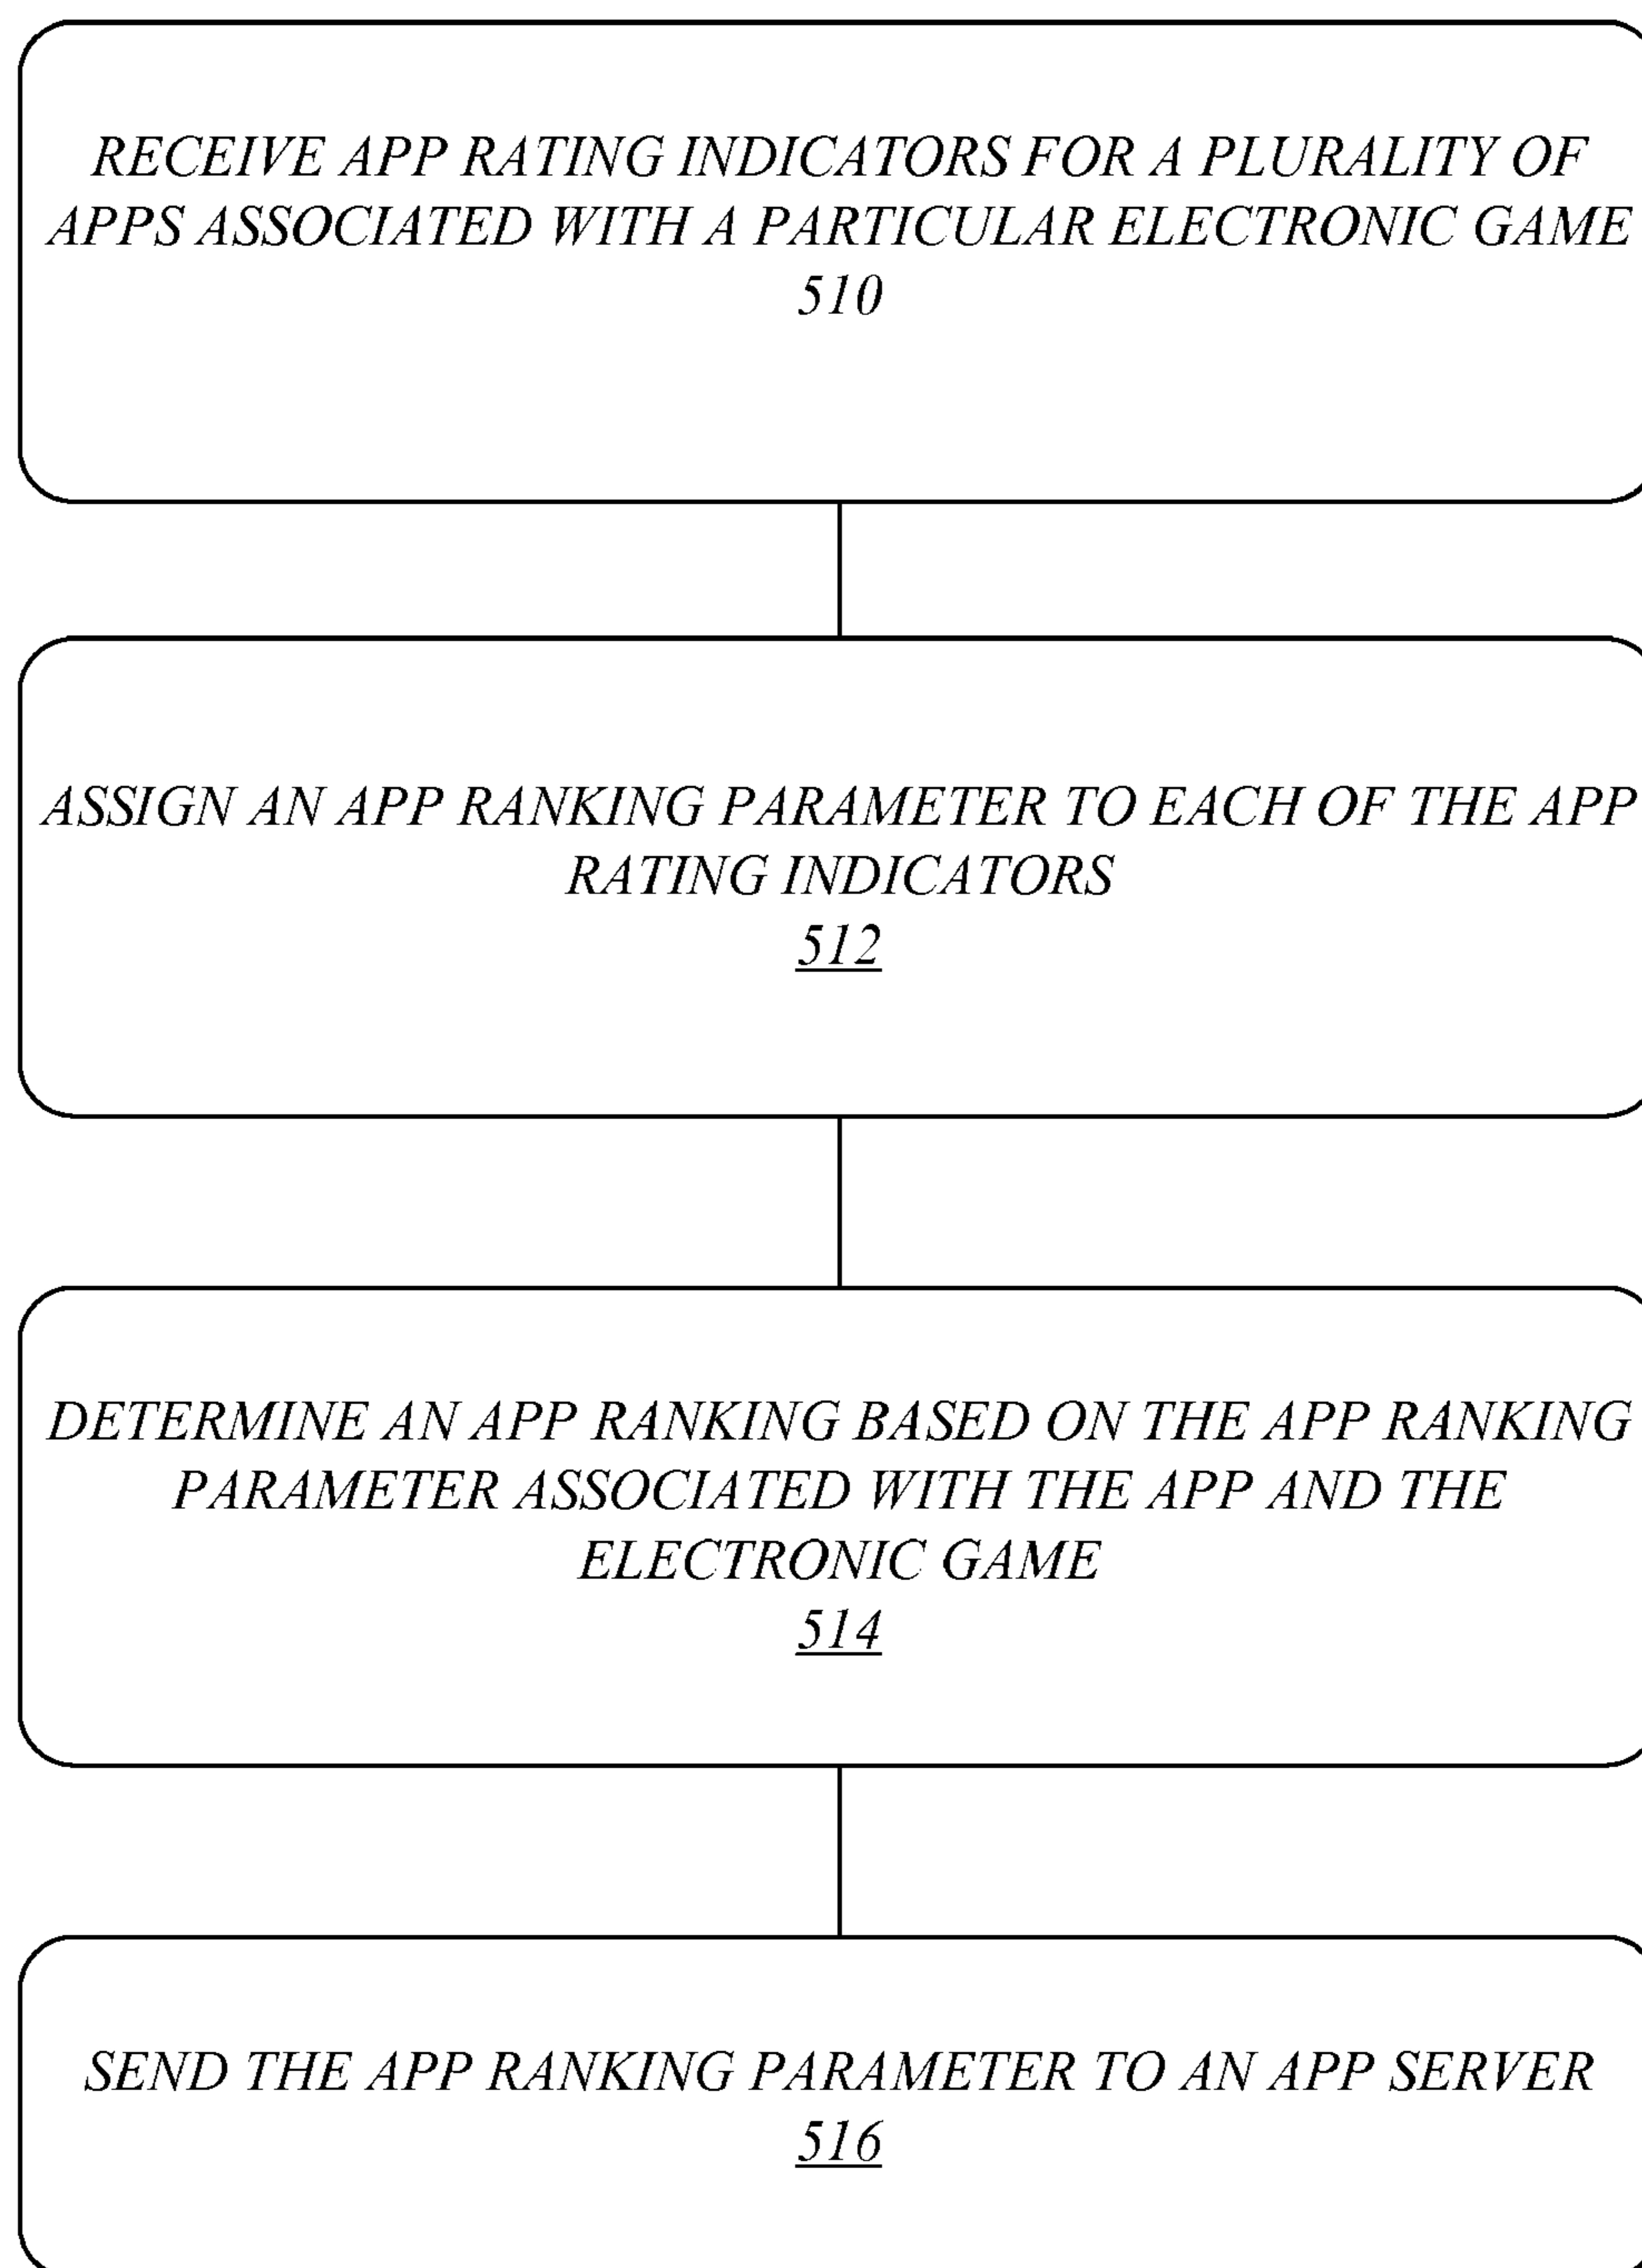 RECEIVE APP RATING INDICATORS FOR A PLURALITY OF
APPS ASSOCIATED WITH A PARTICULAR ELECTRONIC GAME
510
ASSIGN AN APP RANKING PARAMETER TO EACH OF THE APP
RATING INDICATORS
512
DETERMINE AN APP RANKING BASED ON THE APP RANKING
PARAMETER ASSOCIATED WITH THE APP AND THE
ELECTRONIC GAME
514
SEND THE APP RANKING PARAMETER TO AN APP SERVER
516